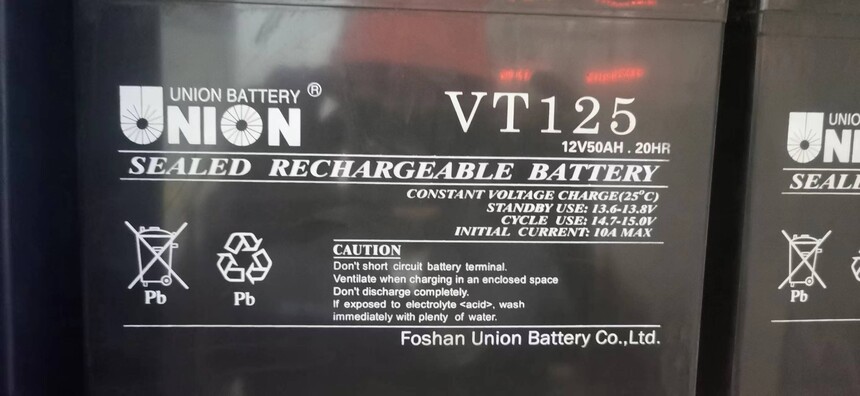 UNION BATTERY ®
UNION
VT125
12V50AH . 20HR
SEALED RECHARGEABLE BATTERY
CONSTANT VOLTAGE CHARGE(25°C)
STANDBY USE: 13.6-13.8V
CYCLE USE: 14.7-15.0V
INITIAL CURRENT: 10A MAX
CAUTION
Don't short circuit battery terminal.
Ventilate when charging in an enclosed space
Don't discharge completely.
If exposed to electrolyte <acid>, wash
immediately with plenty of water.
Pb
Pb
Foshan Union Battery Co.,Ltd.
Pb